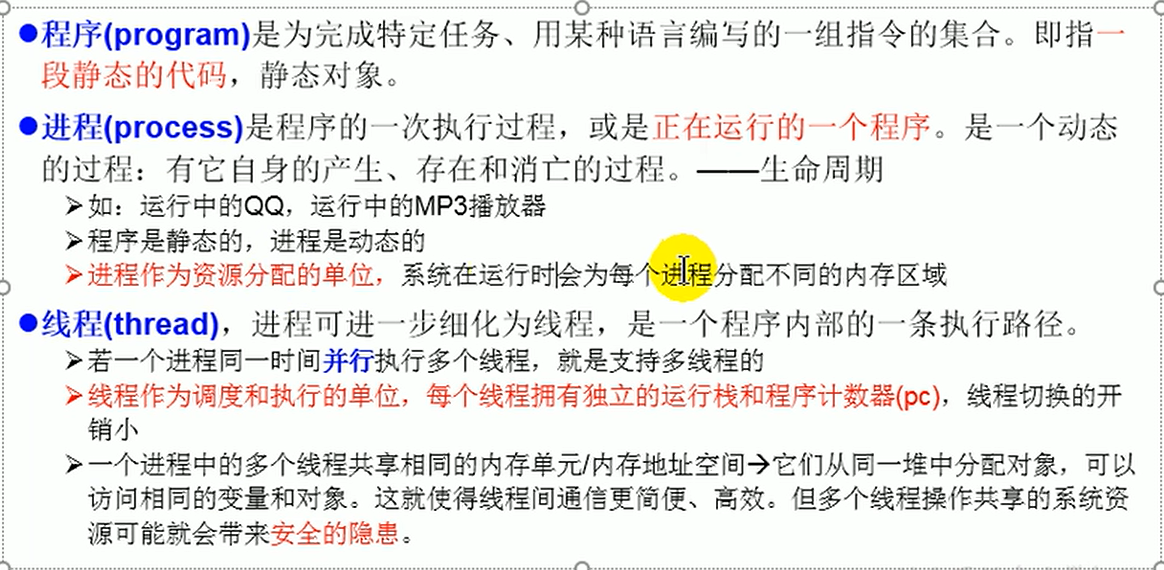 ●程序(program)是为完成特定任务、用某种语言编写的一组指令的集合。即指一
段静态的代码，静态对象。
●进程(process)是程序的一次执行过程，或是正在运行的一个程序。是一个动态
的过程：有它自身的产生、存在和消亡的过程。——生命周期
➢如：运行中的QQ，运行中的MP3播放器
➢程序是静态的，进程是动态的
➢进程作为资源分配的单位，系统在运行时会为每个进程分配不同的内存区域
●线程(thread)，进程可进一步细化为线程，是一个程序内部的一条执行路径。
➢若一个进程同一时间并行执行多个线程，就是支持多线程的
➢线程作为调度和执行的单位，每个线程拥有独立的运行栈和程序计数器(pc)，线程切换的开
销小
➢一个进程中的多个线程共享相同的内存单元/内存地址空间→它们从同一堆中分配对象，可以
访问相同的变量和对象。这就使得线程间通信更简便、高效。但多个线程操作共享的系统资
源可能就会带来安全的隐患。